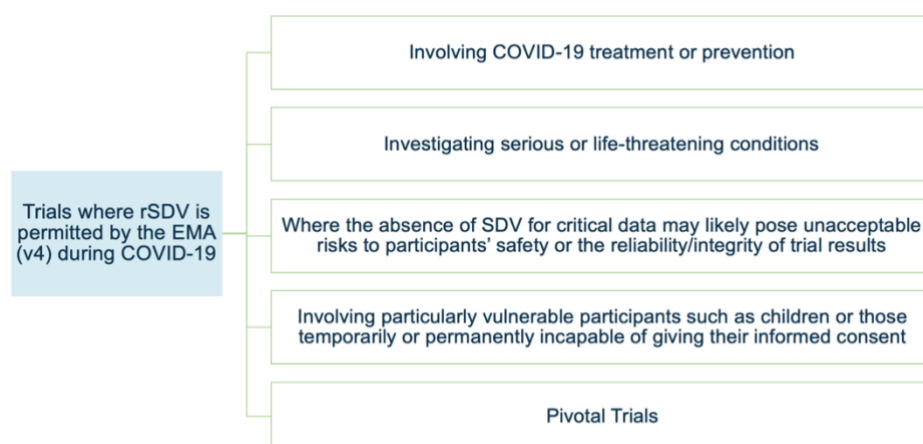 Involving COVID-19 treatment or prevention
Investigating serious or life-threatening conditions
Trials where rSDV is
permitted by the EMA
(v4) during COVID-19
Where the absence of SDV for critical data may likely pose unacceptable
risks to participants’ safety or the reliability/integrity of trial results
Involving particularly vulnerable participants such as children or those
temporarily or permanently incapable of giving their informed consent
Pivotal Trials